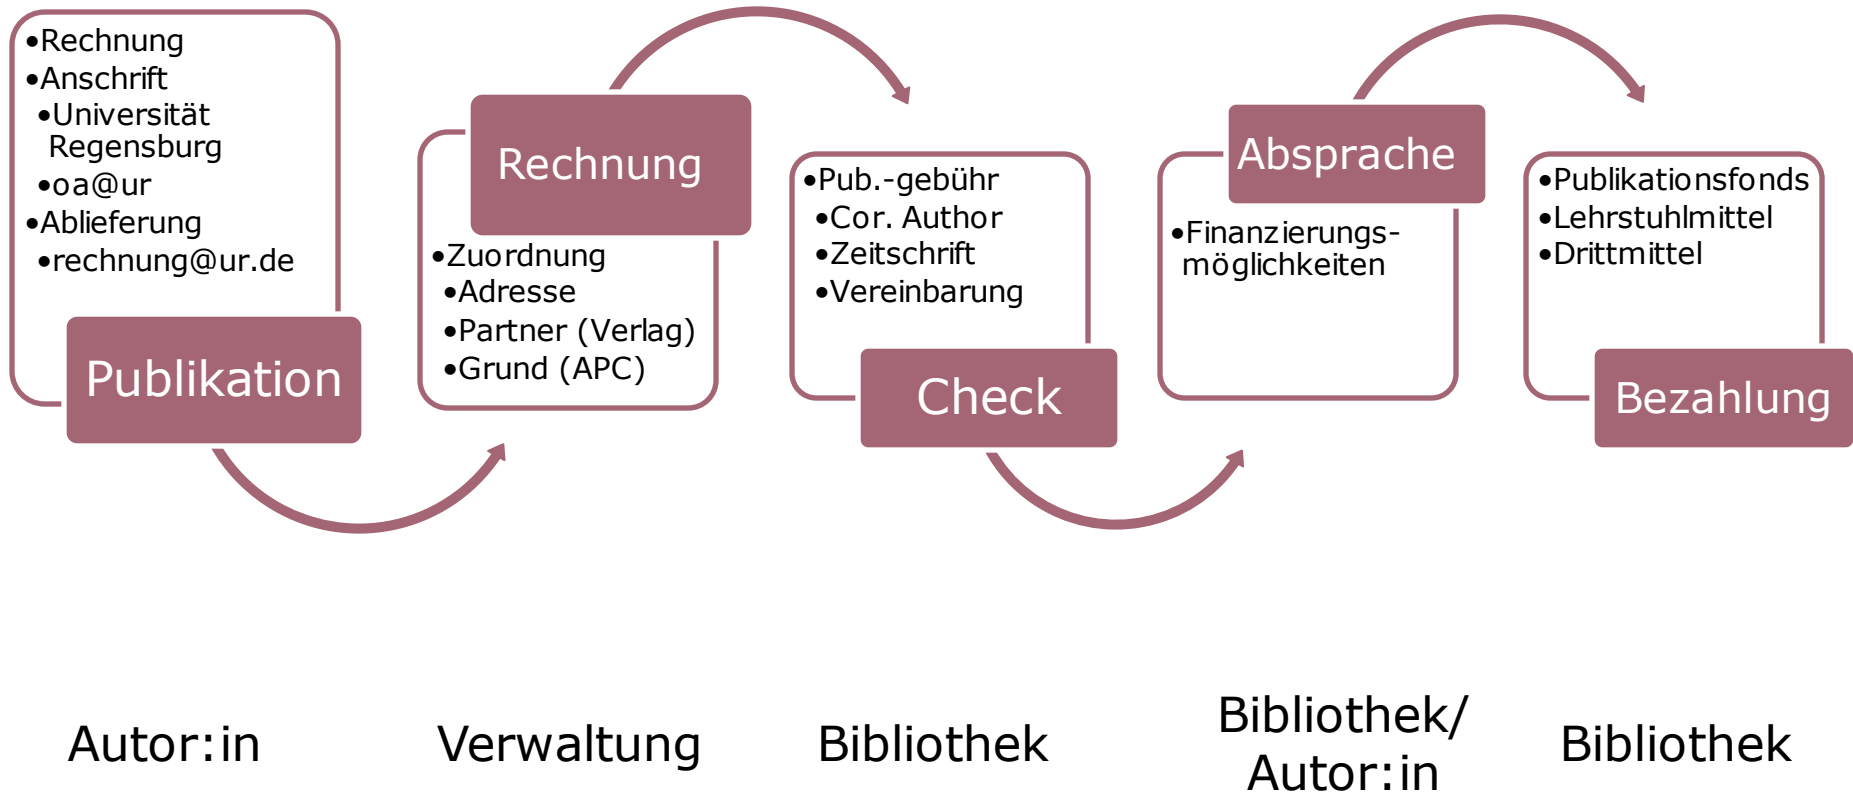 •Rechnung
•Anschrift
•Universität
Regensburg
•oa@ur
•Ablieferung
•rechnung@ur.de
Publikation
Rechnung
•Zuordnung
•Adresse
•Partner (Verlag)
•Grund (APC)
•Pub.-gebühr
•Cor. Author
•Zeitschrift
•Vereinbarung
Check
Absprache
•Finanzierungs-
möglichkeiten
•Publikationsfonds
•Lehrstuhlmittel
•Drittmittel
Bezahlung
Autor:in
Verwaltung
Bibliothek
Bibliothek/
Autor:in
Bibliothek